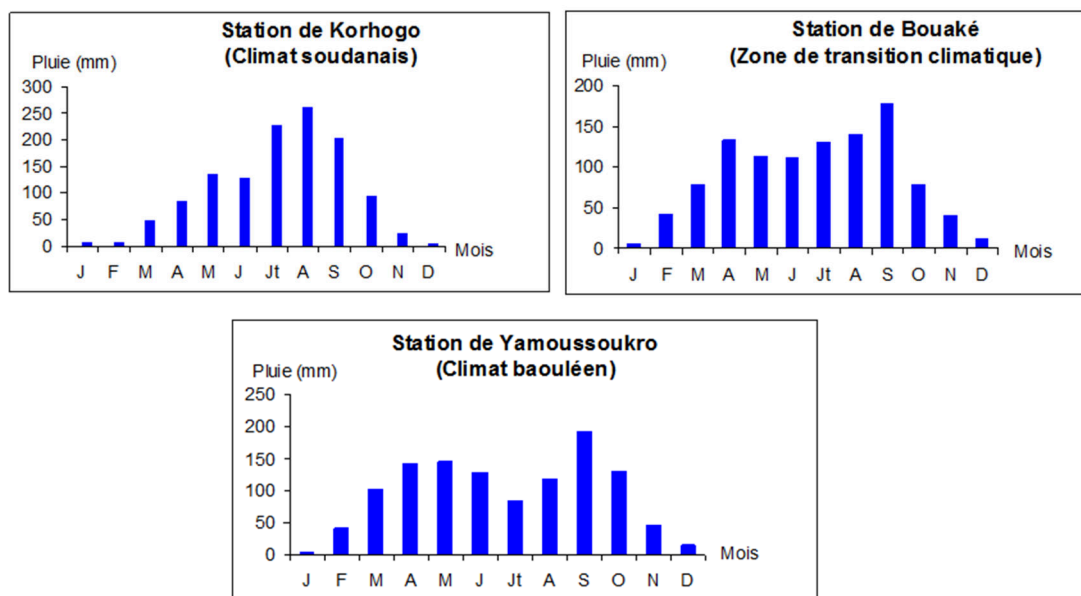 Station de Korhogo
(Climat soudanais)
Pluie (mm)
300
250
200
150
100
50
0
J F M A M J Jt A S O N D
Mois
Station de Bouaké
(Zone de transition climatique)
Pluie (mm)
200
150
100
50
0
J F M A M J Jt A S O N D
Mois
Station de Yamoussoukro
(Climat baouléen)
Pluie (mm)
250
200
150
100
50
0
J F M A M J Jt A S O N D
Mois